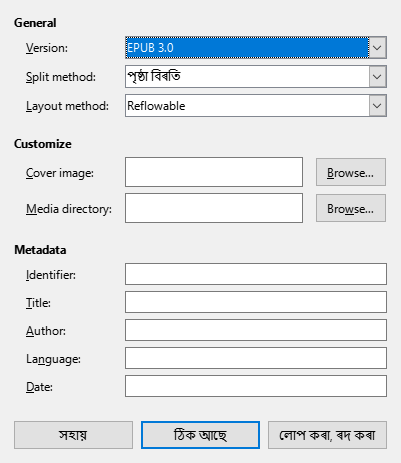 General
Version: EPUB 3.0
Split method: পৃষ্ঠা বিৰতি
Layout method: Reflowable
Customize
Cover image: Browse...
Media directory: Browse...
Metadata
Identifier:
Title:
Author:
Language:
Date:
সহায় ঠিক আছে লোপ কৰা, ৰদ কৰা